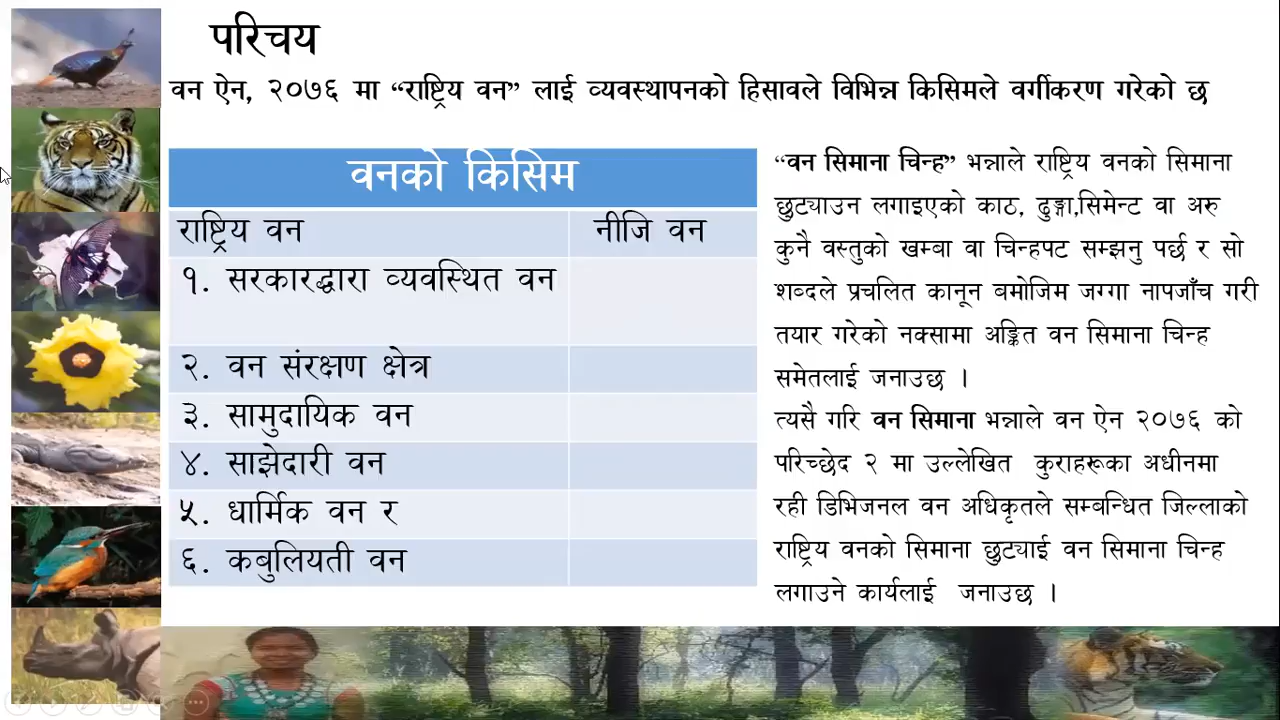 परिचय
वन ऐन, २०७६ मा “राष्ट्रिय वन” लाई व्यवस्थापनको हिसावले विभिन्न किसिमले वर्गीकरण गरेको छ
वनको किसिम
राष्ट्रिय वन नीजि वन
१. सरकारद्धारा व्यवस्थित वन
२. वन संरक्षण क्षेत्र
३. सामुदायिक वन
४. साझेदारी वन
५. धार्मिक वन र
६. कबुलियती वन
“वन सिमाना चिन्ह” भन्नाले राष्ट्रिय वनको सिमाना
छुट्याउन लगाइएको काठ, ढुङ्गा,सिमेन्ट वा अरु
कुनै वस्तुको खम्बा वा चिन्हपट सम्झनु पर्छ र सो
शब्दले प्रचलित कानून बमोजिम जग्गा नापजाँच गरी
तयार गरेको नक्सामा अङ्कित वन सिमाना चिन्ह
समेतलाई जनाउछ ।
त्यसै गरि वन सिमाना भन्नाले वन ऐन २०७६ को
परिच्छेद २ मा उल्लेखित कुराहरूका अधीनमा
रही डिभिजनल वन अधिकृतले सम्बन्धित जिल्लाको
राष्ट्रिय वनको सिमाना छुट्याई वन सिमाना चिन्ह
लगाउने कार्यलाई जनाउछ ।